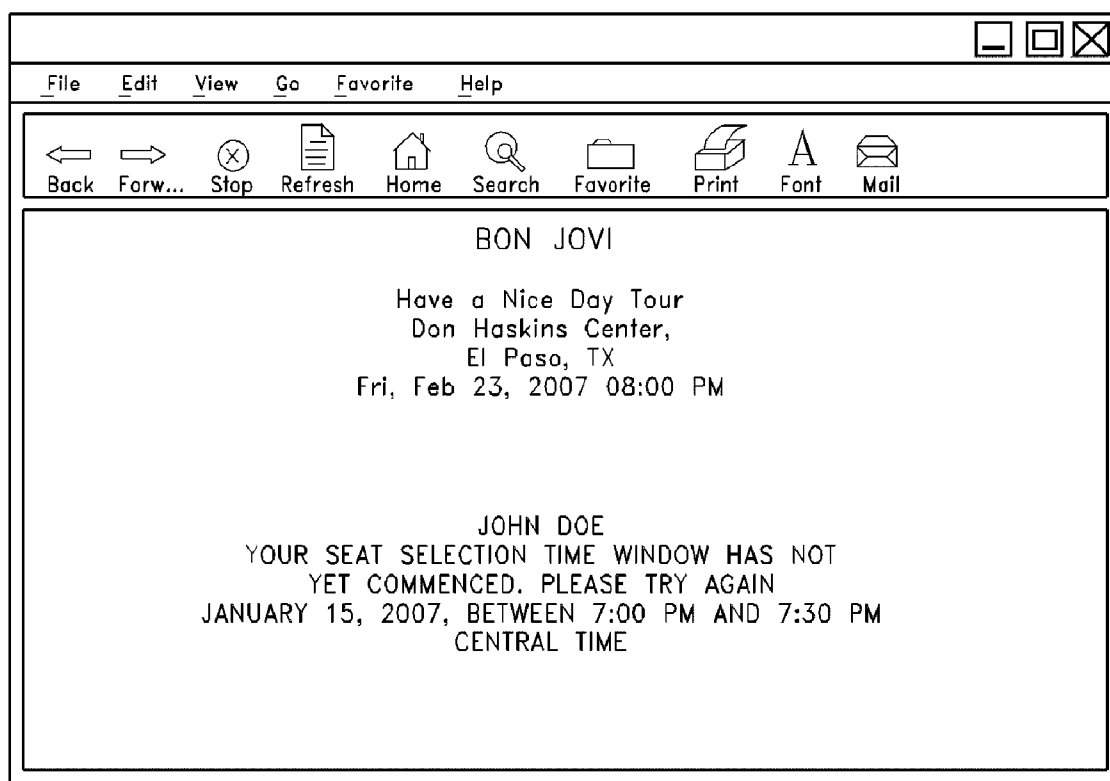 File Edit View Go Favorite Help
Back Forw... Stop Refresh Home Search Favorite Print Font Mail
BON JOVI
Have a Nice Day Tour
Don Haskins Center,
El Paso, TX
Fri, Feb 23, 2007 08:00 PM
JOHN DOE
YOUR SEAT SELECTION TIME WINDOW HAS NOT
YET COMMENCED. PLEASE TRY AGAIN
JANUARY 15, 2007, BETWEEN 7:00 PM AND 7:30 PM
CENTRAL TIME